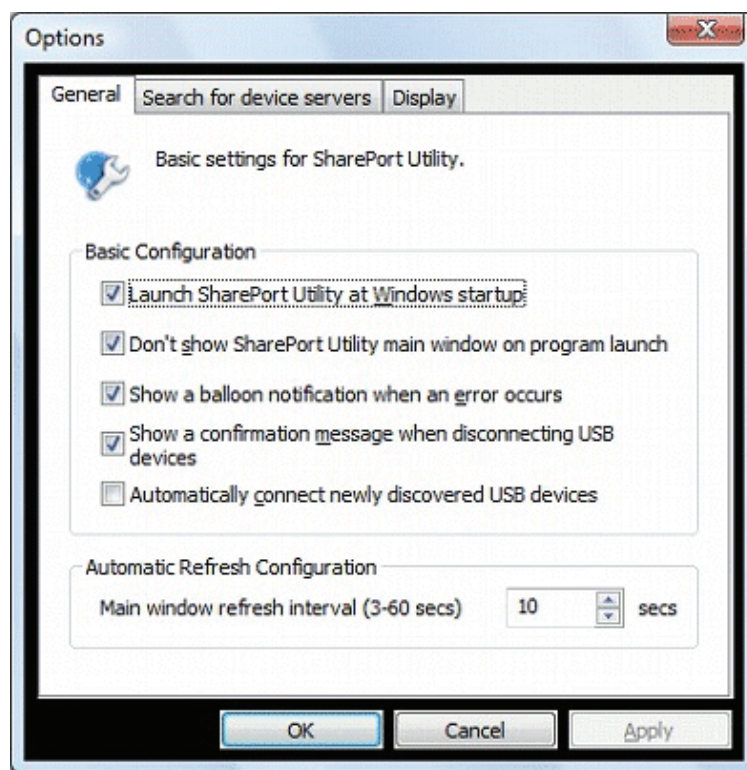 Options
General
Search for device servers
Display
Basic settings for SharePort Utility.
Basic Configuration
Launch SharePort Utility at Windows startup
Don't show SharePort Utility main window on program launch
Show a balloon notification when an error occurs
Show a confirmation message when disconnecting USB
devices
Automatically connect newly discovered USB devices
Automatic Refresh Configuration
Main window refresh interval (3-60 secs) 10 secs
OK Cancel Apply